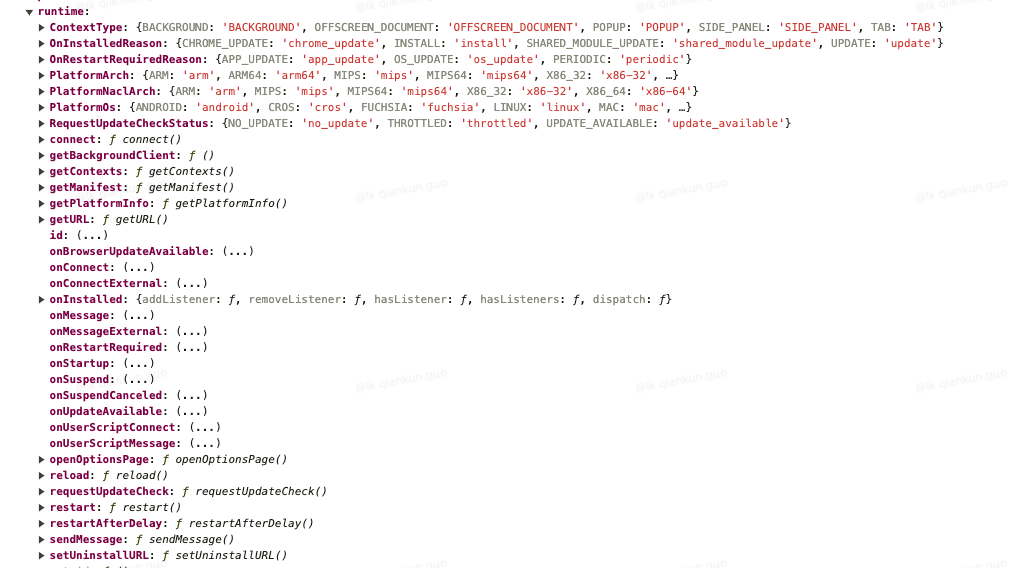 runtime:
ContextType: {BACKGROUND: 'BACKGROUND', OFFSCREEN_DOCUMENT: 'OFFSCREEN_DOCUMENT', POPUP: 'POPUP', SIDE_PANEL: 'SIDE_PANEL', TAB: 'TAB'}
OnInstalledReason: {CHROME_UPDATE: 'chrome_update', INSTALL: 'install', SHARED_MODULE_UPDATE: 'shared_module_update', UPDATE: 'update'}
OnRestartRequiredReason: {APP_UPDATE: 'app_update', OS_UPDATE: 'os_update', PERIODIC: 'periodic'}
PlatformArch: {ARM: 'arm', ARM64: 'arm64', MIPS: 'mips', MIPS64: 'mips64', X86_32: 'x86-32', …}
PlatformNaclArch: {ARM: 'arm', MIPS: 'mips', MIPS64: 'mips64', X86_32: 'x86-32', X86_64: 'x86-64'}
PlatformOs: {ANDROID: 'android', CROS: 'cros', FUCHSIA: 'fuchsia', LINUX: 'linux', MAC: 'mac', …}
RequestUpdateCheckStatus: {NO_UPDATE: 'no_update', THROTTLED: 'throttled', UPDATE_AVAILABLE: 'update_available'}
connect: ƒ connect()
getBackgroundClient: ƒ ()
getContexts: ƒ getContexts()
getManifest: ƒ getManifest()
getPlatformInfo: ƒ getPlatformInfo()
getURL: ƒ getURL()
id: (...)
onBrowserUpdateAvailable: (...)
onConnect: (...)
onConnectExternal: (...)
onInstalled: {addListener: ƒ, removeListener: ƒ, hasListener: ƒ, hasListeners: ƒ, dispatch: ƒ}
onMessage: (...)
onMessageExternal: (...)
onRestartRequired: (...)
onStartup: (...)
onSuspend: (...)
onSuspendCanceled: (...)
onUpdateAvailable: (...)
onUserScriptConnect: (...)
onUserScriptMessage: (...)
openOptionsPage: ƒ openOptionsPage()
reload: ƒ reload()
requestUpdateCheck: ƒ requestUpdateCheck()
restart: ƒ restart()
restartAfterDelay: ƒ restartAfterDelay()
sendMessage: ƒ sendMessage()
setUninstallURL: ƒ setUninstallURL()